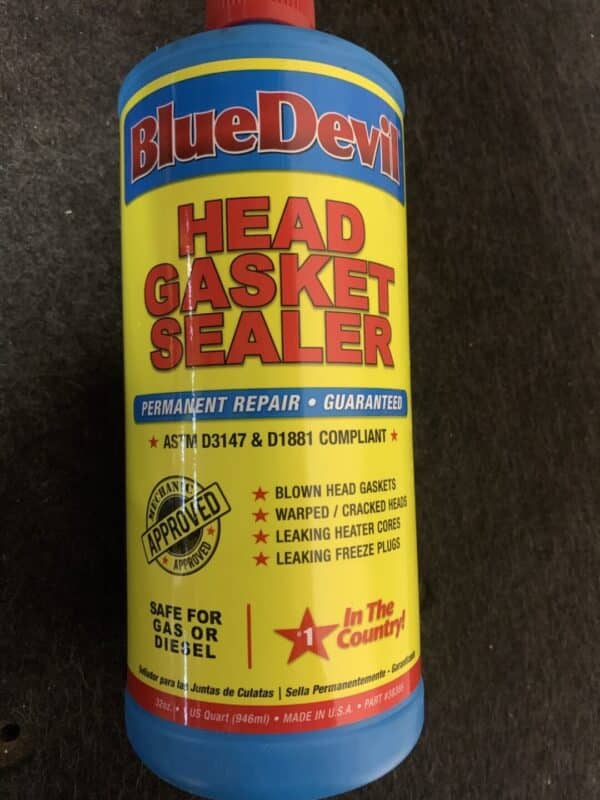 BlueDevil
HEAD
GASKET
SEALER
PERMANENT REPAIR • GUARANTEED
★ ASTM D3147 & D1881 COMPLIANT ★
MECHANIC
APPROVED
APPROVED
★ BLOWN HEAD GASKETS
★ WARPED / CRACKED HEADS
★ LEAKING HEATER CORES
★ LEAKING FREEZE PLUGS
SAFE FOR
GAS OR
DIESEL
#1 In The
Country!
Sellador para las Juntas de Culatas | Sella Permanentemente - Garantizado
32oz. • 1 US Quart (946ml) • MADE IN U.S.A. • PART #38386